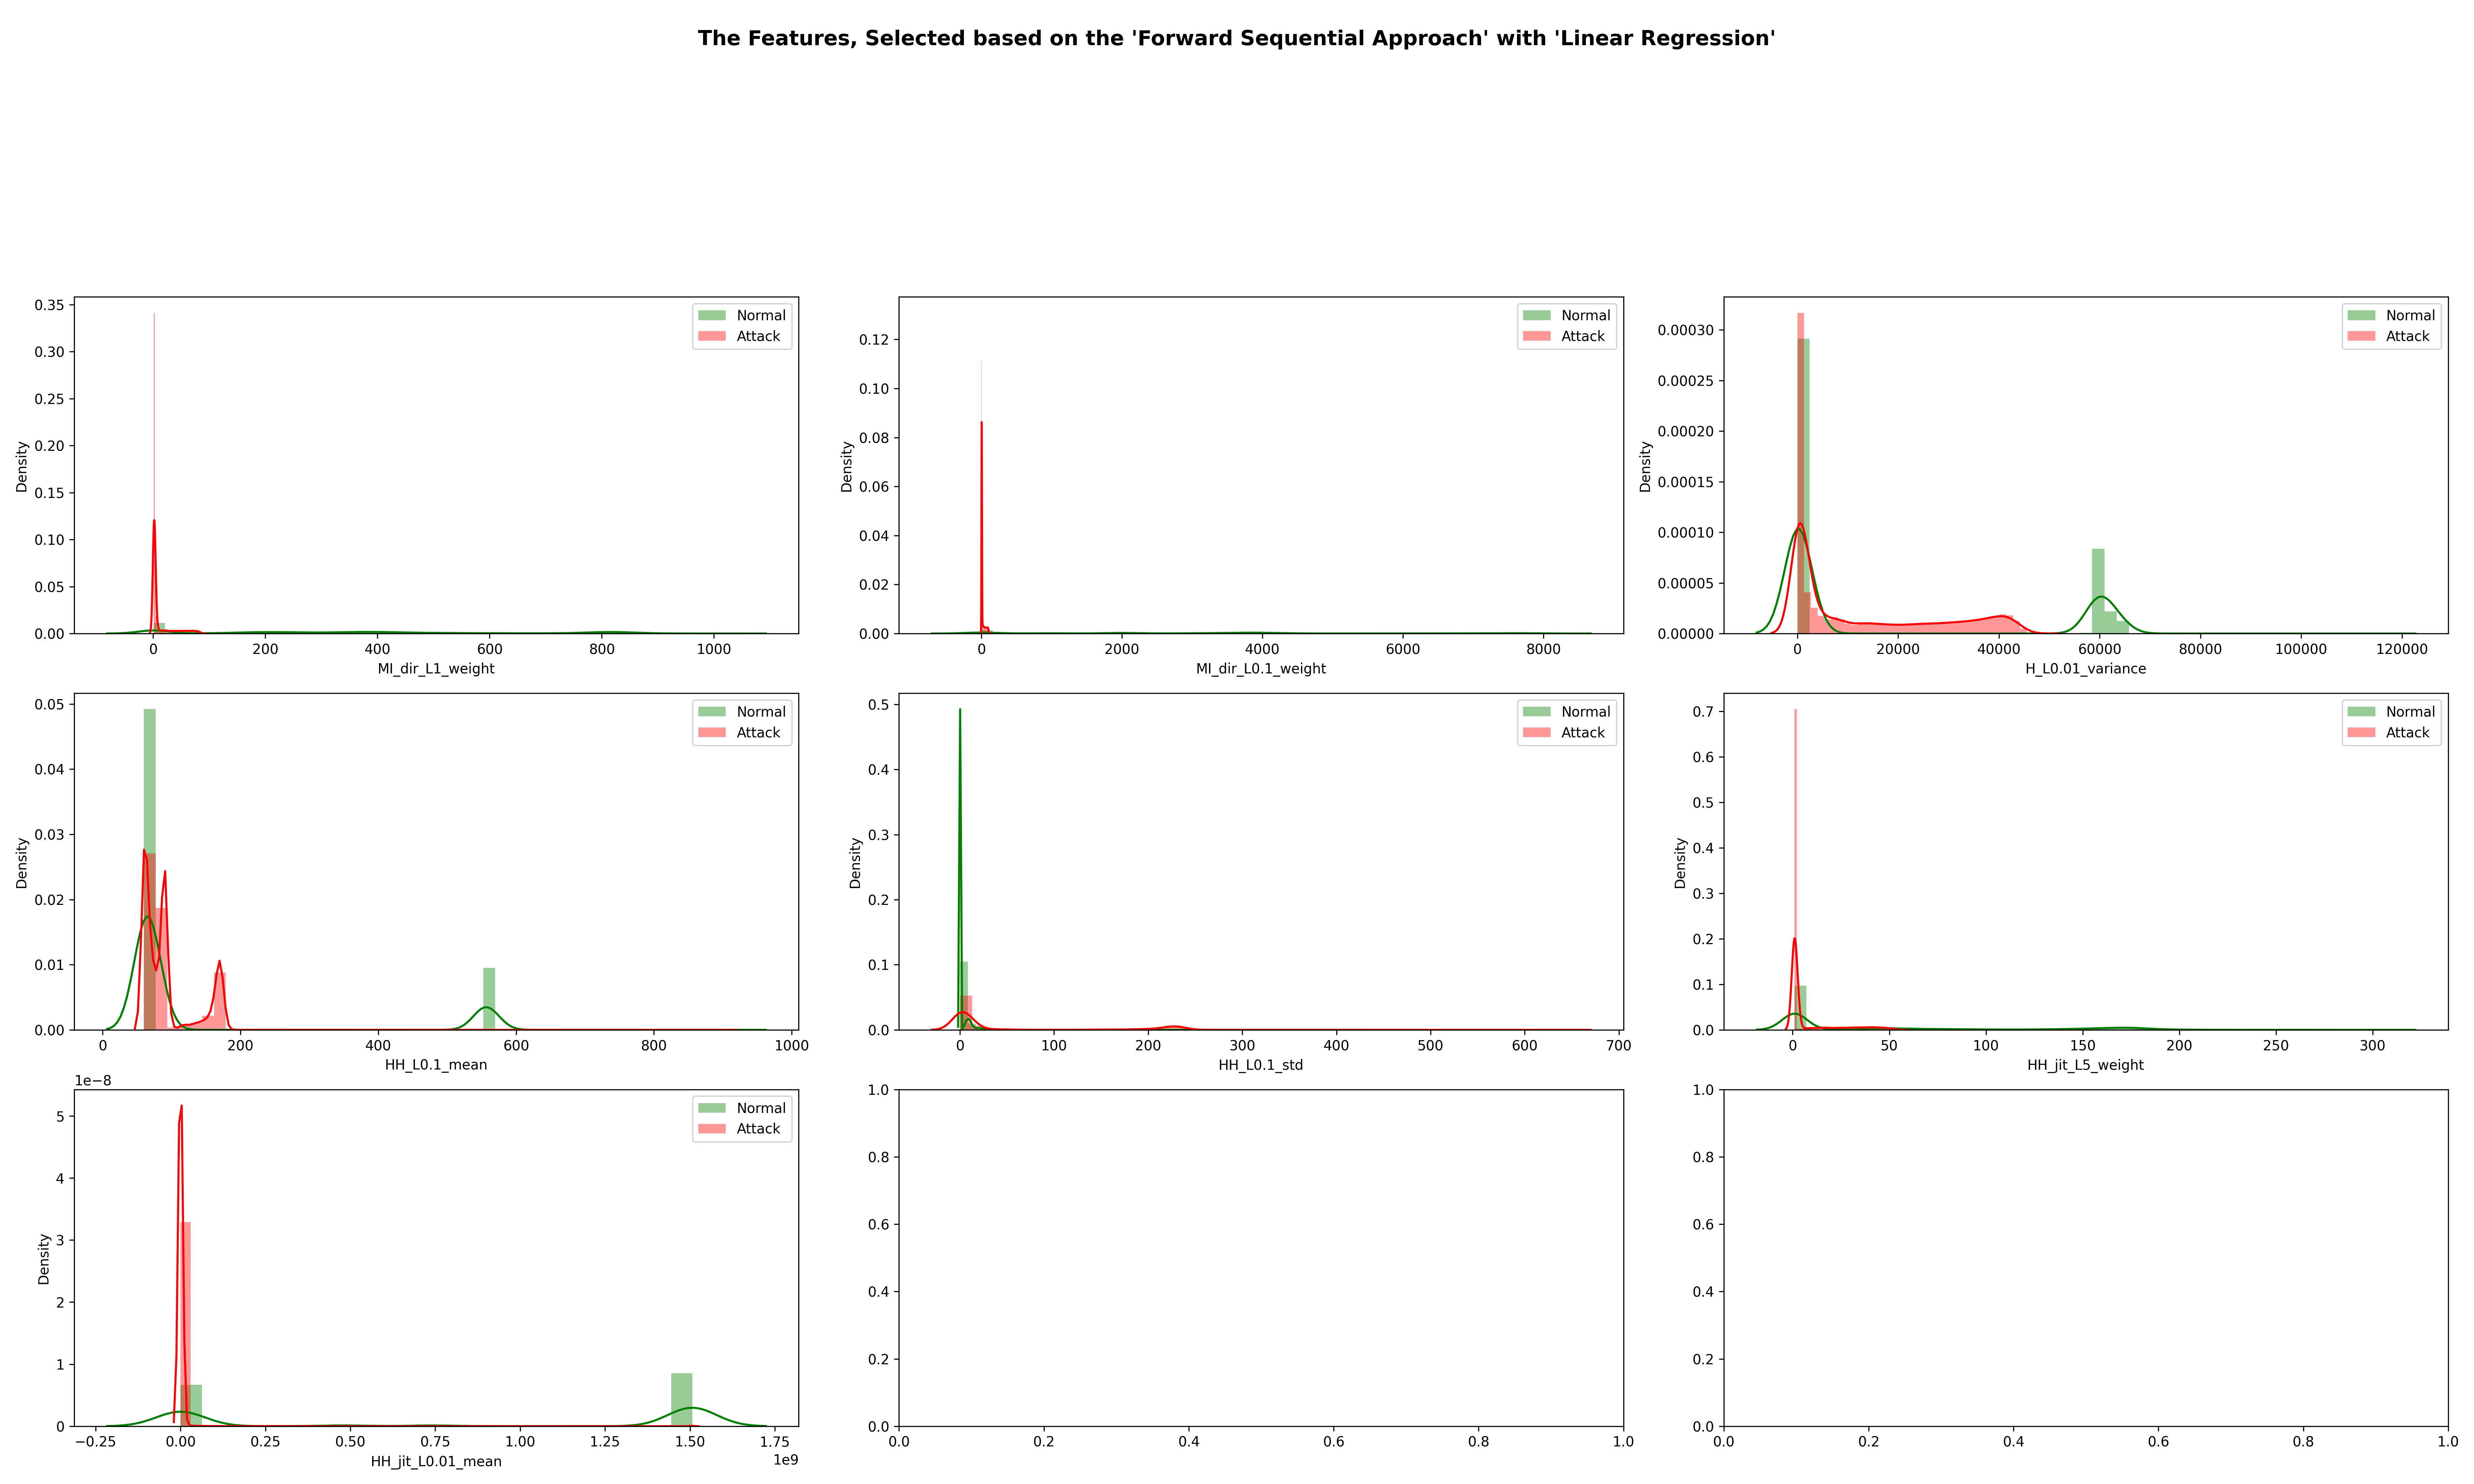 The Features, Selected based on the 'Forward Sequential Approach' with 'Linear Regression'
0.35
0.30
0.25
0.20
0.15
0.10
0.05
0.00
Density
0 200 400 600 800 1000
MI_dir_L1_weight
Normal
Attack
0.12
0.10
0.08
0.06
0.04
0.02
0.00
Density
0 2000 4000 6000 8000
MI_dir_L0.1_weight
Normal
Attack
0.00030
0.00025
0.00020
0.00015
0.00010
0.00005
0.00000
Density
0 20000 40000 60000 80000 100000 120000
H_L0.01_variance
Normal
Attack
0.05
0.04
0.03
0.02
0.01
0.00
Density
0 200 400 600 800 1000
HH_L0.1_mean
Normal
Attack
0.5
0.4
0.3
0.2
0.1
0.0
Density
0 100 200 300 400 500 600 700
HH_L0.1_std
Normal
Attack
0.7
0.6
0.5
0.4
0.3
0.2
0.1
0.0
Density
0 50 100 150 200 250 300
HH_jit_L5_weight
Normal
Attack
1e−8
5
4
3
2
1
0
Density
−0.25 0.00 0.25 0.50 0.75 1.00 1.25 1.50 1.75
1e9
HH_jit_L0.01_mean
Normal
Attack
1.0
0.8
0.6
0.4
0.2
0.0
0.0 0.2 0.4 0.6 0.8 1.0
1.0
0.8
0.6
0.4
0.2
0.0
0.0 0.2 0.4 0.6 0.8 1.0